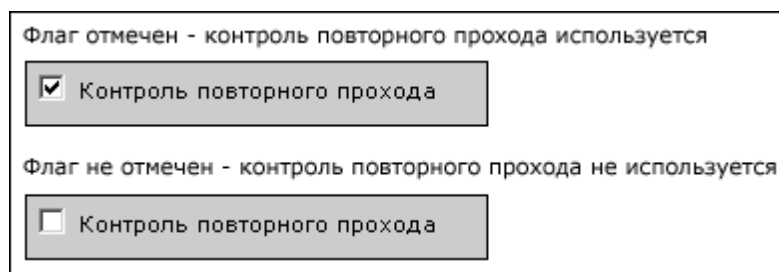 Флаг отмечен - контроль повторного прохода используется
Контроль повторного прохода
Флаг не отмечен - контроль повторного прохода не используется
Контроль повторного прохода